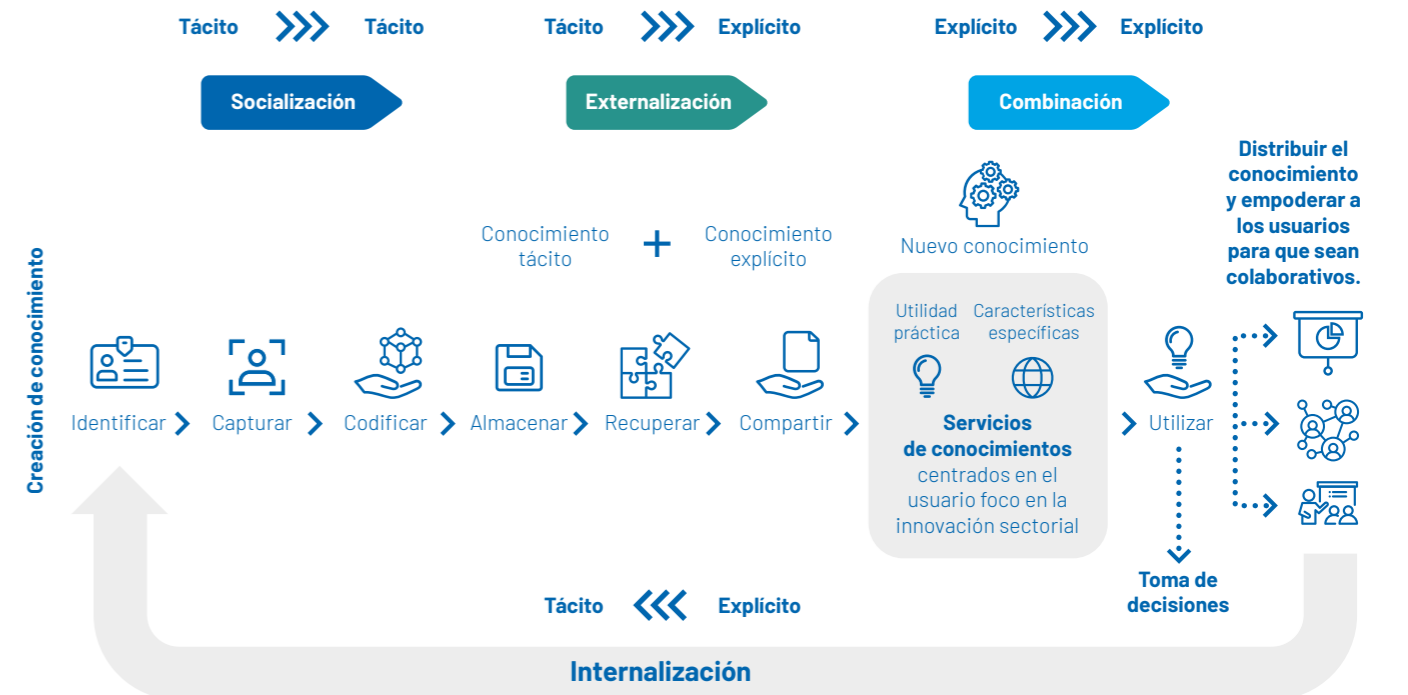 Tácito Tácito
Tácito Explícito
Explícito Explícito
Socialización
Externalización
Combinación
Distribuir el
conocimiento
y empoderar a
los usuarios
para que sean
colaborativos.
Conocimiento
tácito
+
Conocimiento
explícito
Nuevo conocimiento
Creación de conocimiento
Utilidad
práctica
Características
específicas
Identificar
Capturar
Codificar
Almacenar
Recuperar
Compartir
Servicios
de conocimientos
centrados en el
usuario foco en la
innovación sectorial
Utilizar
Toma de
decisiones
Tácito Explícito
Internalización